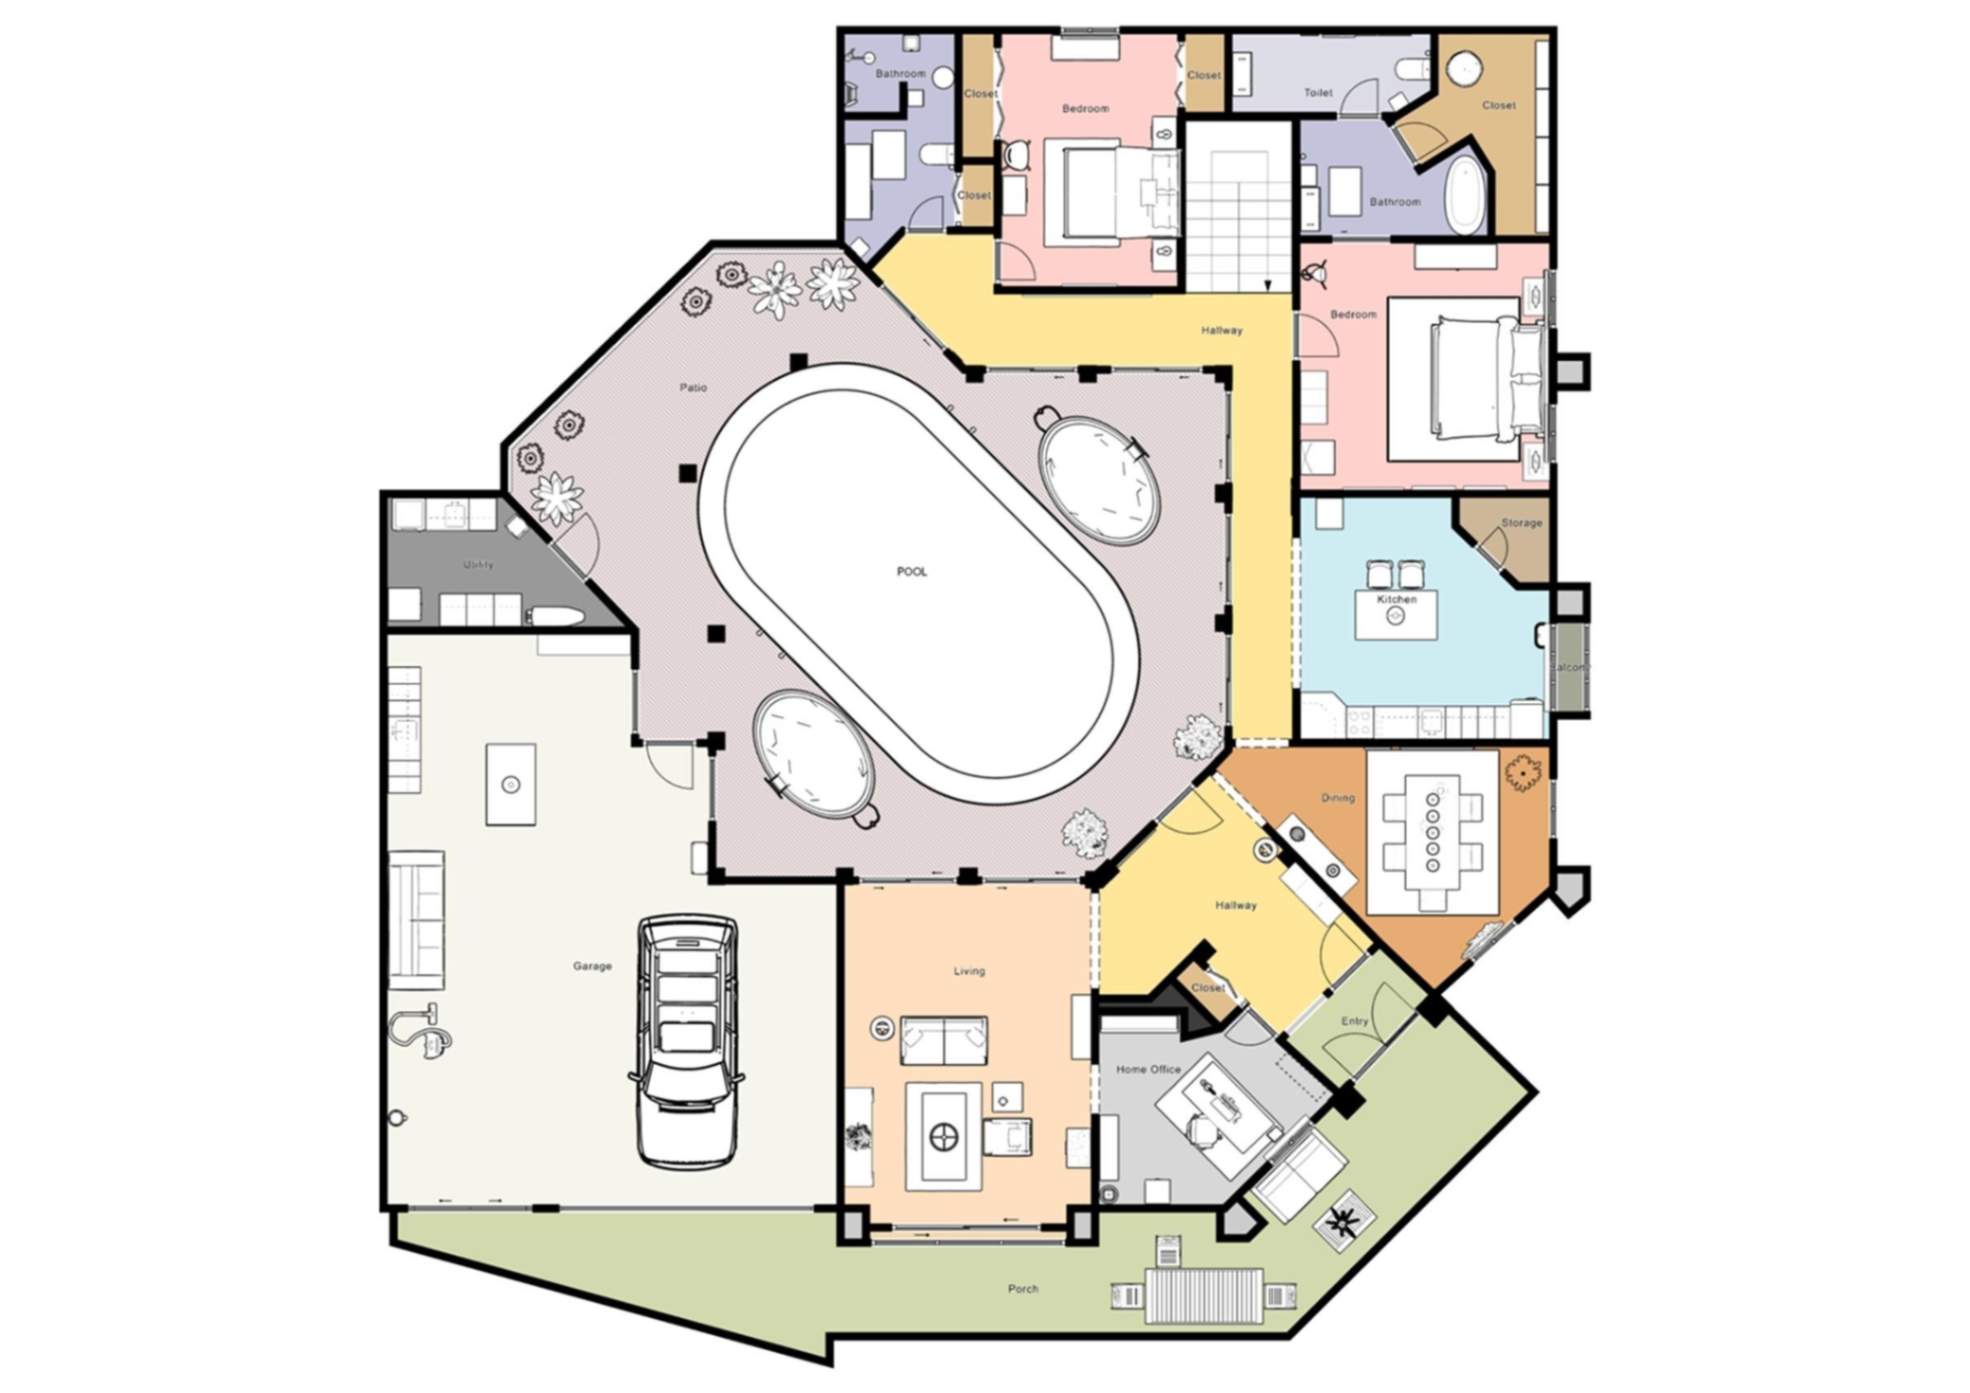 Bathroom
Closet
Bedroom
Closet
Toilet
Closet
Closet
Bathroom
Hallway
Bedroom
Patio
Storage
Utility
POOL
Kitchen
Balcony
Dining
Hallway
Garage
Living
Closet
Entry
Home Office
Porch